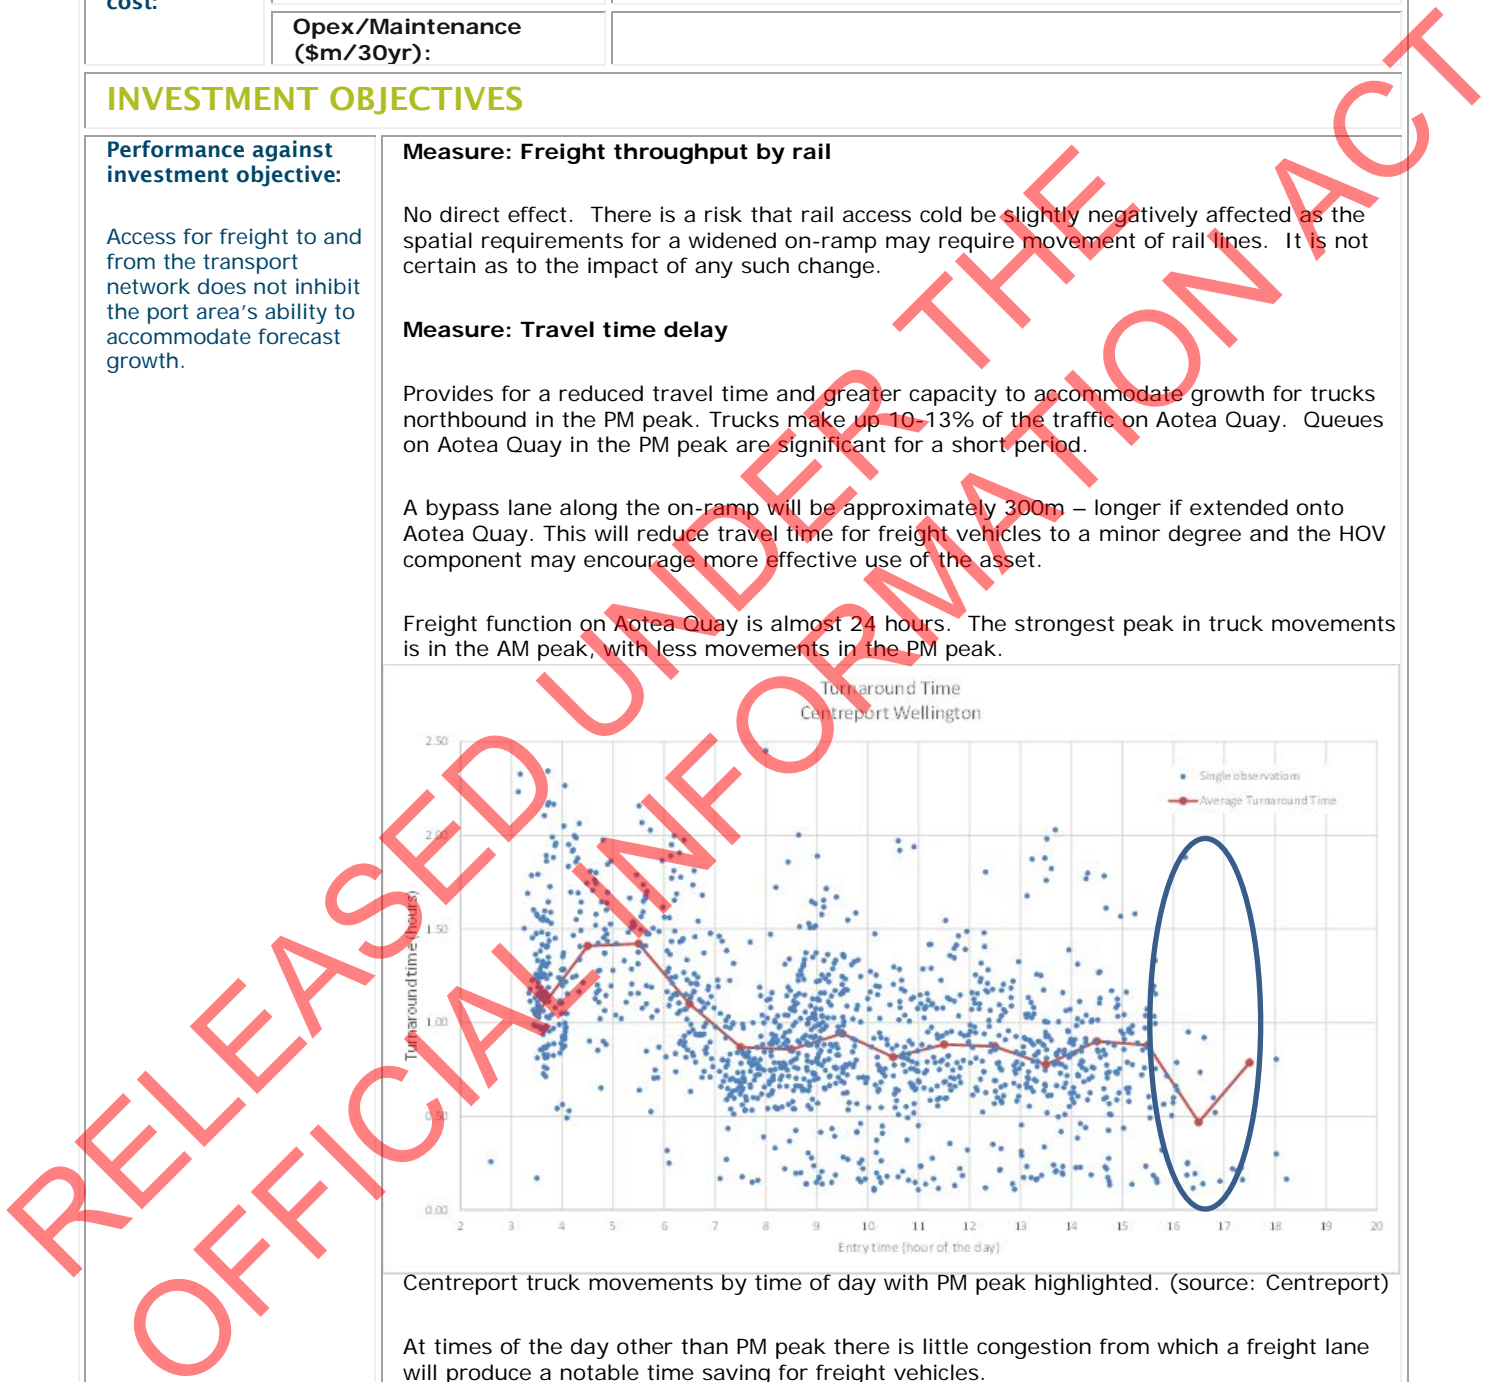 cost:
Opex/Maintenance
($m/30yr):
INVESTMENT OBJECTIVES
Performance against
investment objective:
Access for freight to and
from the transport
network does not inhibit
the port area's ability to
accommodate forecast
growth.
Measure: Freight throughput by rail
No direct effect.  There is a risk that rail access cold be slightly negatively affected as the
spatial requirements for a widened on-ramp may require movement of rail lines.  It is not
certain as to the impact of any such change.
Measure: Travel time delay
Provides for a reduced travel time and greater capacity to accommodate growth for trucks
northbound in the PM peak. Trucks make up 10-13% of the traffic on Aotea Quay.  Queues
on Aotea Quay in the PM peak are significant for a short period.
A bypass lane along the on-ramp will be approximately 300m – longer if extended onto
Aotea Quay. This will reduce travel time for freight vehicles to a minor degree and the HOV
component may encourage more effective use of the asset.
Freight function on Aotea Quay is almost 24 hours.  The strongest peak in truck movements
is in the AM peak, with less movements in the PM peak.
Turnaround Time
Centreport Wellington
Single observations
Average Turnaround Time
Turnaround time (hours)
2.50
2.00
1.50
1.00
0.50
0.00
2 3 4 5 6 7 8 9 10 11 12 13 14 15 16 17 18 19 20
Entry time (hour of the day)
Centreport truck movements by time of day with PM peak highlighted. (source: Centreport)
At times of the day other than PM peak there is little congestion from which a freight lane
will produce a notable time saving for freight vehicles.
RELEASED UNDER THE
OFFICIAL INFORMATION ACT